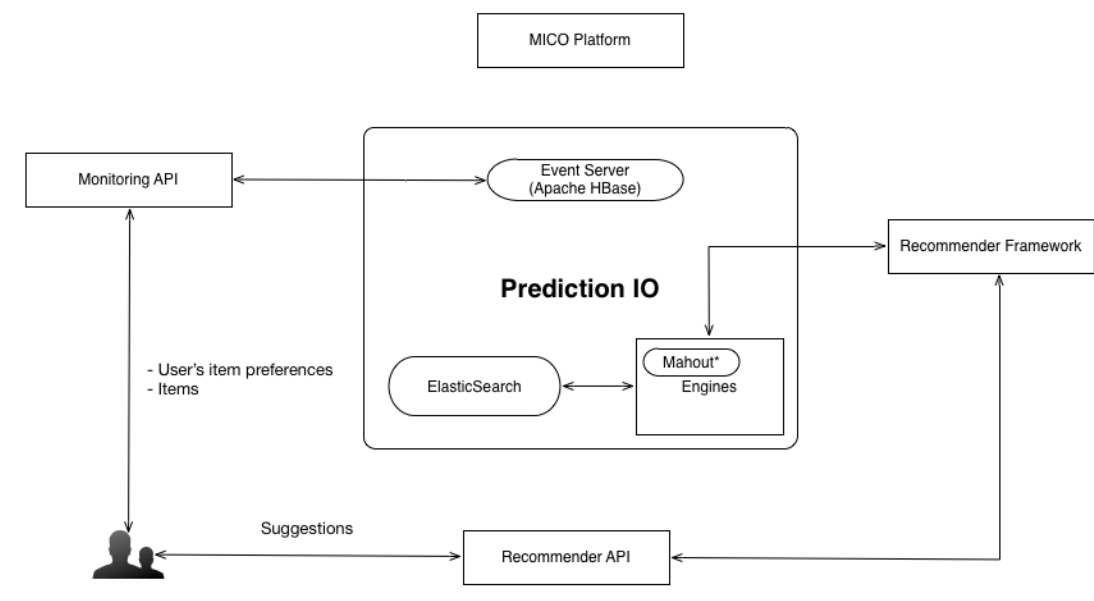 MICO Platform
Monitoring API
Event Server
(Apache HBase)
Recommender Framework
Prediction IO
- User's item preferences
- Items
ElasticSearch
Mahout*
Engines
Suggestions
Recommender API